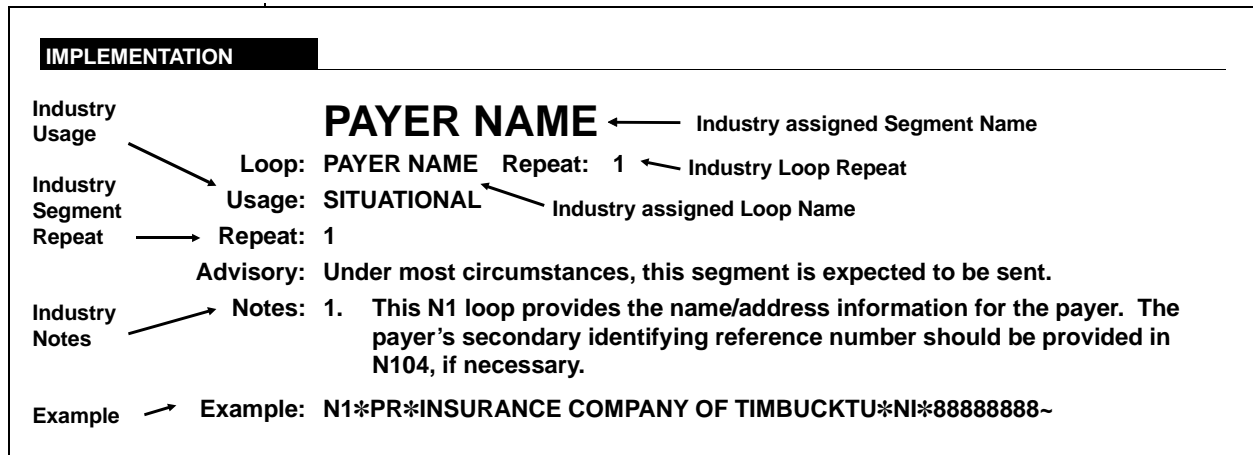 IMPLEMENTATION
Industry
Usage
PAYER NAME
Industry assigned Segment Name
Loop: PAYER NAME Repeat: 1
Industry Loop Repeat
Industry
Segment
Repeat
Usage: SITUATIONAL
Industry assigned Loop Name
Repeat: 1
Advisory: Under most circumstances, this segment is expected to be sent.
Industry
Notes
Notes: 1. This N1 loop provides the name/address information for the payer. The
payer’s secondary identifying reference number should be provided in
N104, if necessary.
Example
Example: N1✽PR✽INSURANCE COMPANY OF TIMBUCKTU✽NI✽88888888~